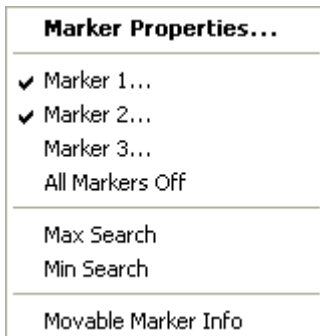 Marker Properties...
Marker 1...
Marker 2...
Marker 3...
All Markers Off
Max Search
Min Search
Movable Marker Info